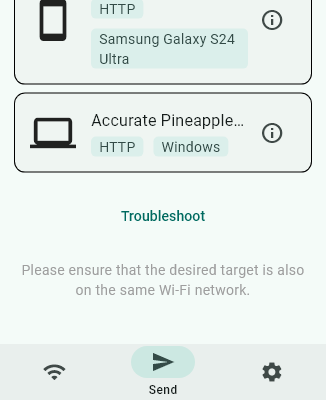 HTTP
Samsung Galaxy S24
Ultra
Accurate Pineapple…
HTTP Windows
Troubleshoot
Please ensure that the desired target is also
on the same Wi-Fi network.
Send